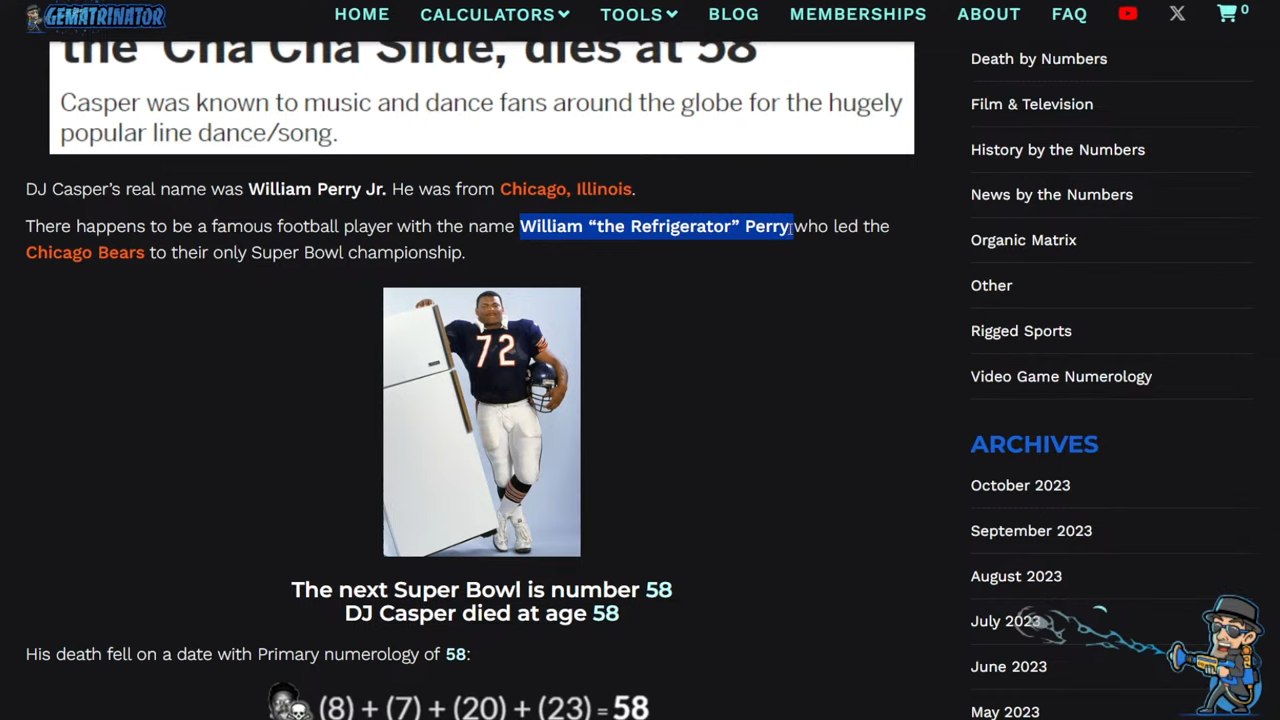 GEMATRINATOR
HOME
CALCULATORS
TOOLS
BLOG
MEMBERSHIPS
ABOUT
FAQ
0
the 'Cha Cha Slide,' dies at 58
Casper was known to music and dance fans around the globe for the hugely
popular line dance/song.
DJ Casper's real name was William Perry Jr. He was from Chicago, Illinois.
There happens to be a famous football player with the name William “the Refrigerator” Perry who led the
Chicago Bears to their only Super Bowl championship.
72
The next Super Bowl is number 58
DJ Casper died at age 58
His death fell on a date with Primary numerology of 58:
(8) + (7) + (20) + (23) = 58
Death by Numbers
Film & Television
History by the Numbers
News by the Numbers
Organic Matrix
Other
Rigged Sports
Video Game Numerology
ARCHIVES
October 2023
September 2023
August 2023
July 2023
June 2023
May 2023